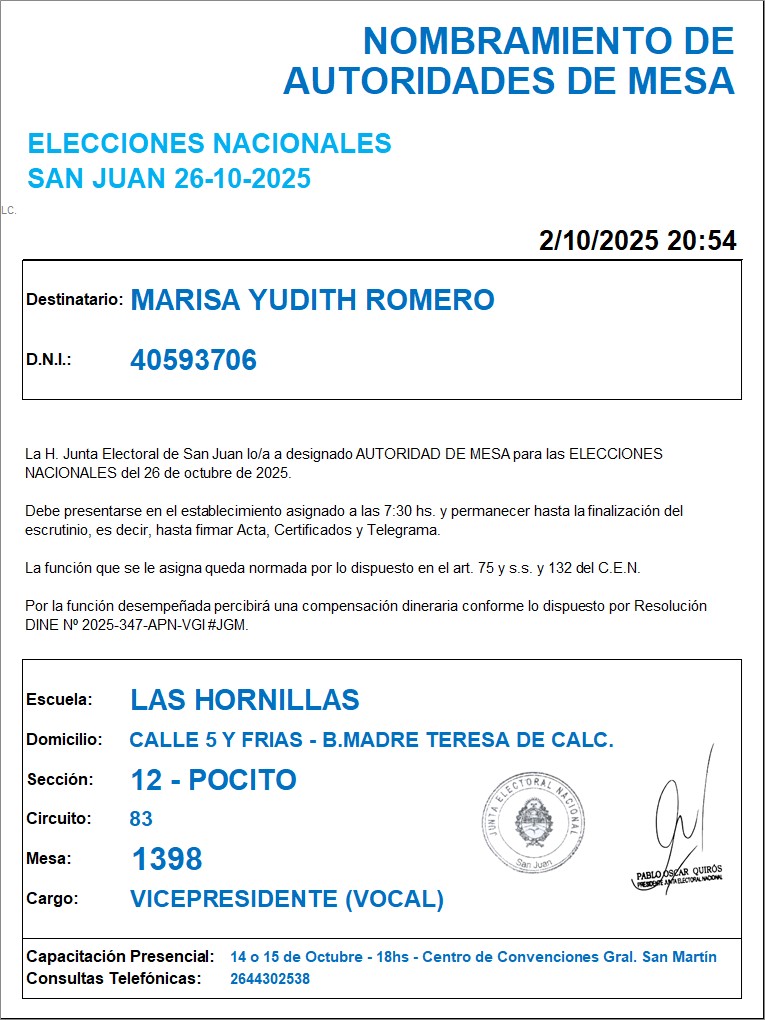 NOMBRAMIENTO DE
AUTORIDADES DE MESA
ELECCIONES NACIONALES
SAN JUAN 26-10-2025
LC.
2/10/2025 20:54
Destinatario: MARISA YUDITH ROMERO
D.N.I.: 40593706
La H. Junta Electoral de San Juan lo/a a designado AUTORIDAD DE MESA para las ELECCIONES
NACIONALES del 26 de octubre de 2025.
Debe presentarse en el establecimiento asignado a las 7:30 hs. y permanecer hasta la finalización del
escrutinio, es decir, hasta firmar Acta, Certificados y Telegrama.
La función que se le asigna queda normada por lo dispuesto en el art. 75 y s.s. y 132 del C.E.N.
Por la función desempeñada percibirá una compensación dineraria conforme lo dispuesto por Resolución
DINE Nº 2025-347-APN-VGI#JGM.
Escuela: LAS HORNILLAS
Domicilio: CALLE 5 Y FRIAS - B.MADRE TERESA DE CALC.
Sección: 12 - POCITO
Circuito: 83
Mesa: 1398
Cargo: VICEPRESIDENTE (VOCAL)
JUNTA ELECTORAL NACIONAL
San Juan
PABLO OSCAR QUIRÓS
PRESIDENTE JUNTA ELECTORAL NACIONAL
Capacitación Presencial: 14 o 15 de Octubre - 18hs - Centro de Convenciones Gral. San Martín
Consultas Telefónicas: 2644302538